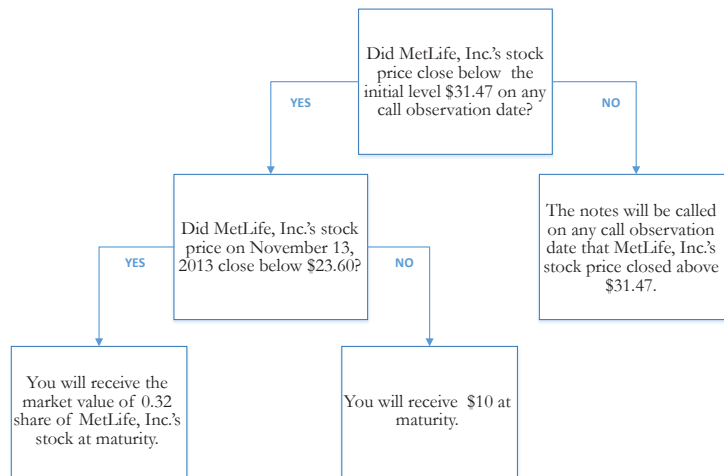 Did MetLife, Inc.'s stock
price close below the
initial level $31.47 on any
call observation date?
YES
NO
Did MetLife, Inc.'s stock
price on November 13,
2013 close below $23.60?
The notes will be called
on any call observation
date that MetLife, Inc.'s
stock price closed above
$31.47.
YES
NO
You will receive the
market value of 0.32
share of MetLife, Inc.'s
stock at maturity.
You will receive $10 at
maturity.